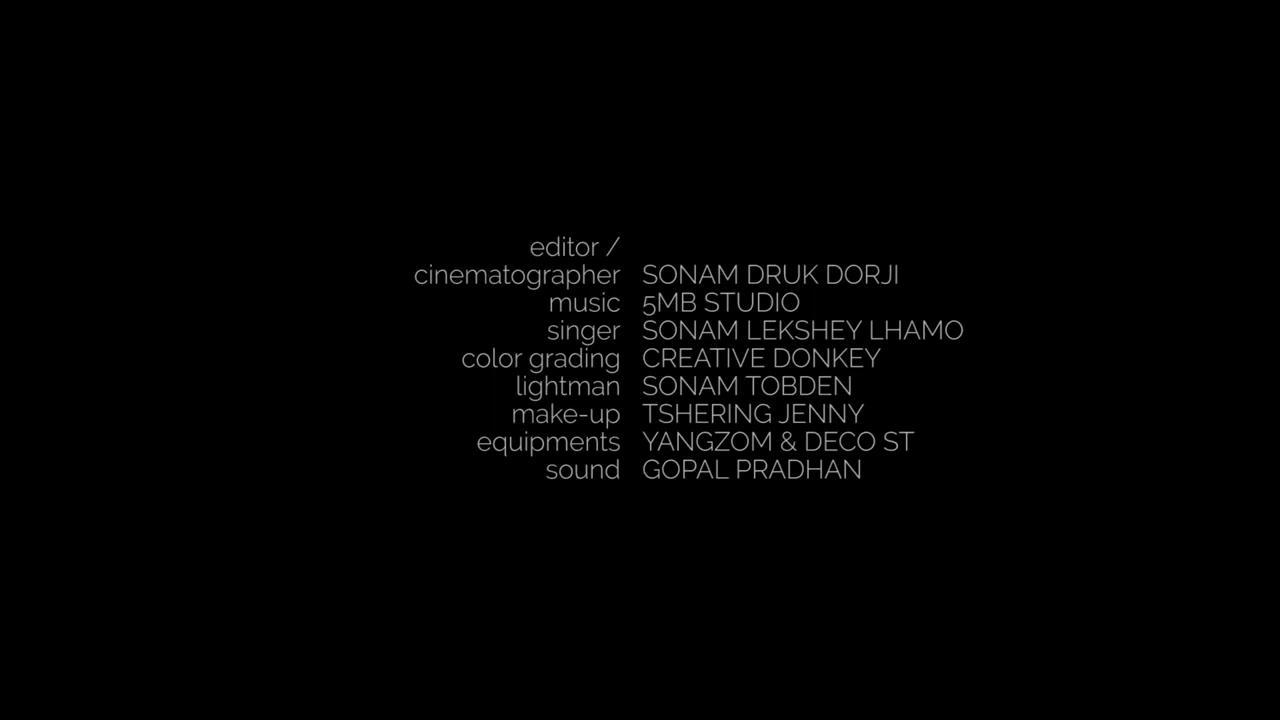 editor /
cinematographer SONAM DRUK DORJI
music 5MB STUDIO
singer SONAM LEKSHEY LHAMO
color grading CREATIVE DONKEY
lightman SONAM TOBDEN
make-up TSHERING JENNY
equipments YANGZOM & DECO ST
sound GOPAL PRADHAN